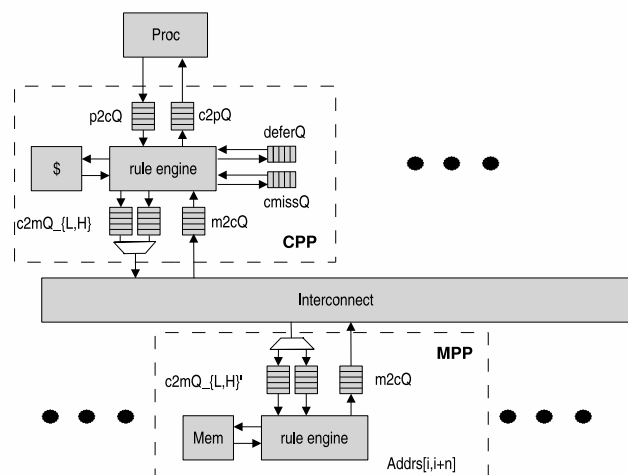 Proc
p2cQ
c2pQ
deferQ
$
rule engine
cmissQ
c2mQ_{L,H}
m2cQ
CPP
Interconnect
MPP
c2mQ_{L,H}'
m2cQ
Mem
rule engine
Addrs[i,i+n]